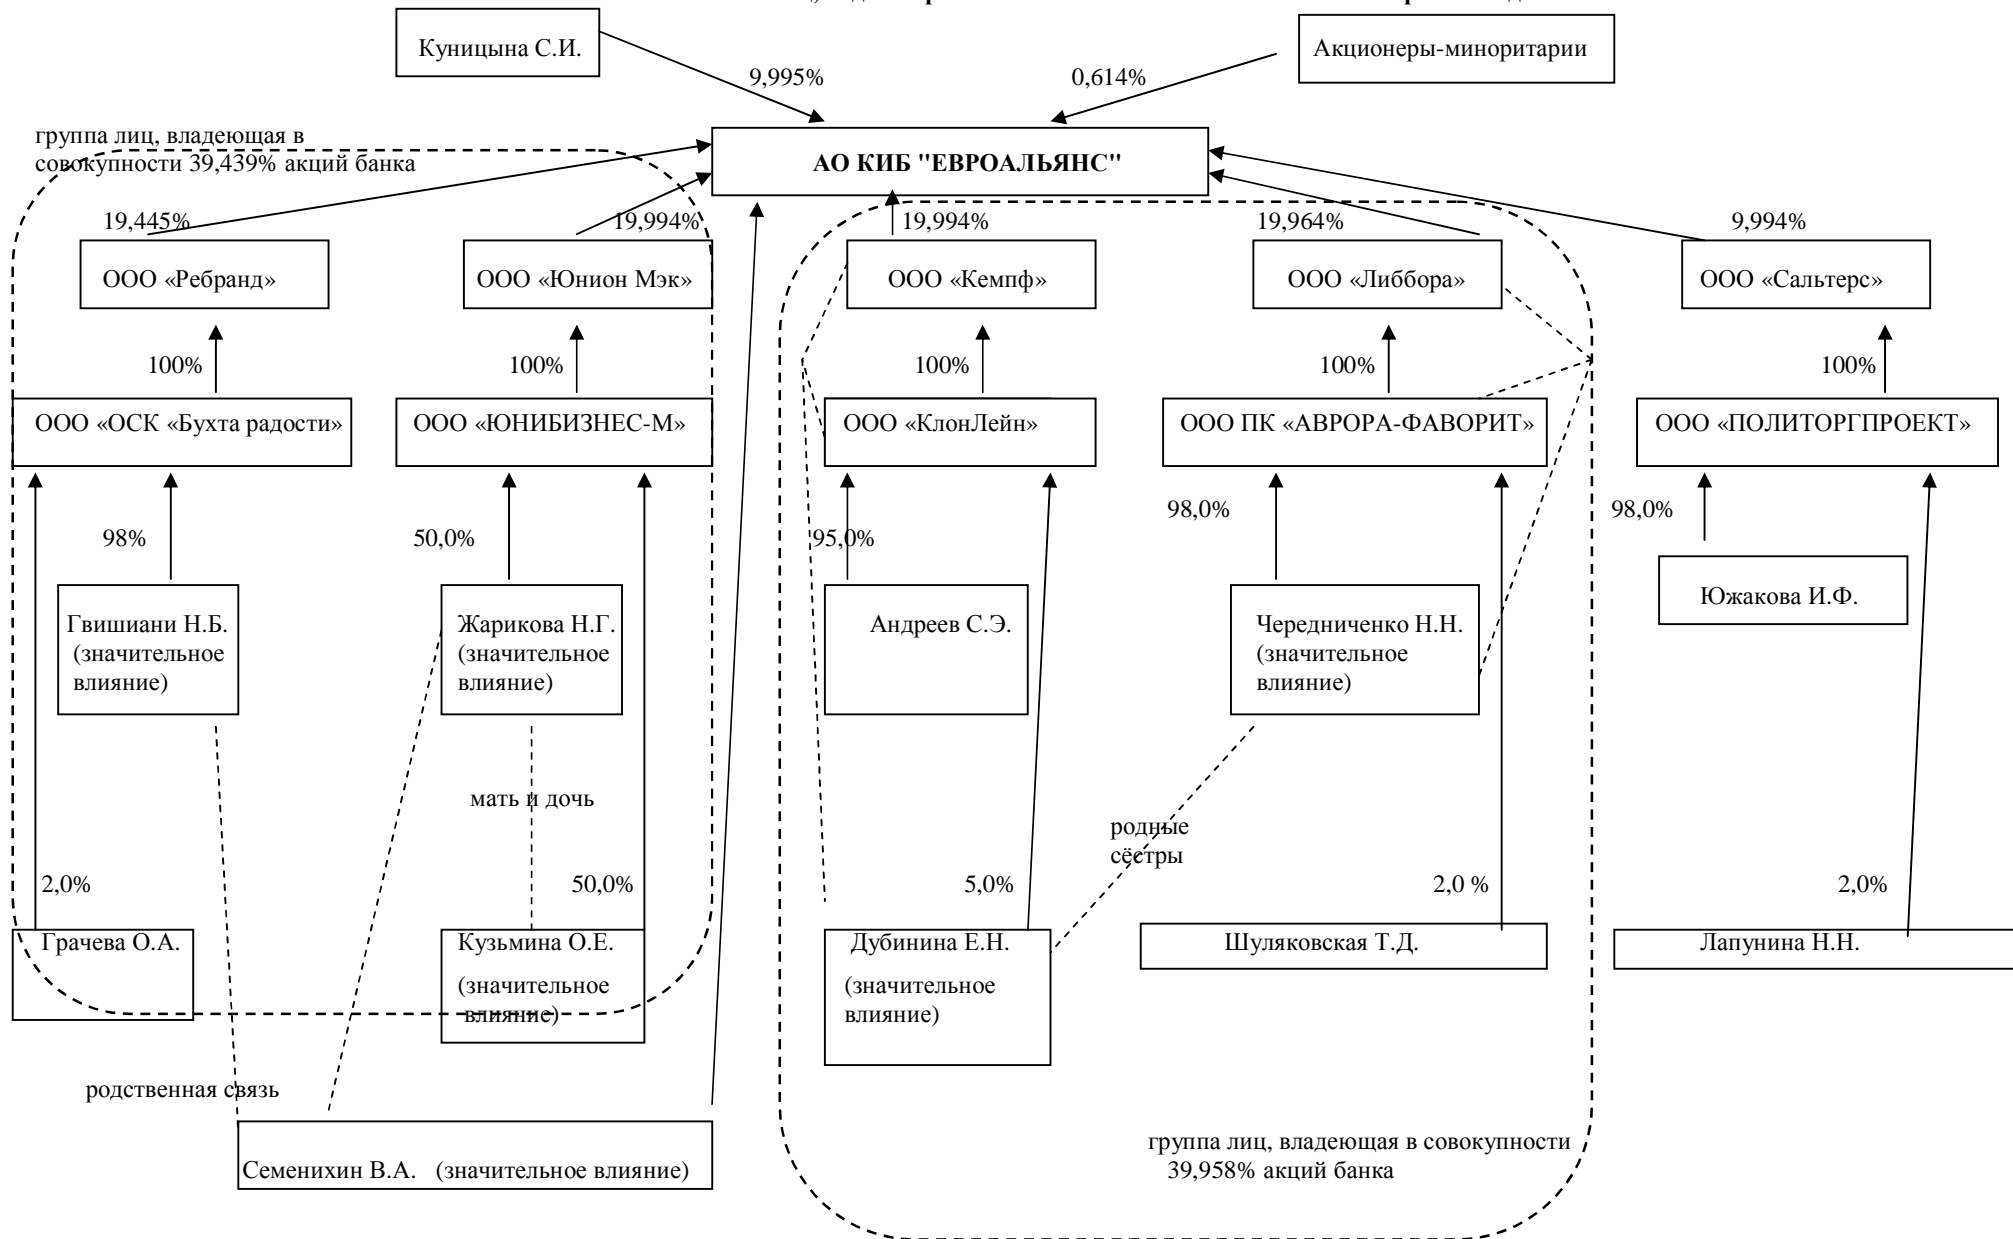 Куницына С.И.
Акционеры-миноритарии
9,995%
0,614%
группа лиц, владеющая в
совокупности 39,439% акций банка
АО КИБ "ЕВРОАЛЬЯНС"
19,445%
19,994%
19,994%
19,964%
9,994%
ООО «Ребранд»
ООО «Юнион Мэк»
ООО «Кемпф»
ООО «Либбора»
ООО «Сальтерс»
100%
100%
100%
100%
100%
ООО «ОСК «Бухта радости»
ООО «ЮНИБИЗНЕС-М»
ООО «КлонЛейн»
ООО ПК «АВРОРА-ФАВОРИТ»
ООО «ПОЛИТОРГПРОЕКТ»
98%
50,0%
95,0%
98,0%
98,0%
Гвишиани Н.Б.
(значительное
влияние)
Жарикова Н.Г.
(значительное
влияние)
Андреев С.Э.
Чередниченко Н.Н.
(значительное
влияние)
Южакова И.Ф.
мать и дочь
родные
сёстры
2,0%
50,0%
5,0%
2,0 %
2,0%
Грачева О.А.
Кузьмина О.Е.
(значительное
влияние)
Дубинина Е.Н.
(значительное
влияние)
Шуляковская Т.Д.
Лапунина Н.Н.
родственная связь
Семенихин В.А. (значительное влияние)
группа лиц, владеющая в совокупности
39,958% акций банка